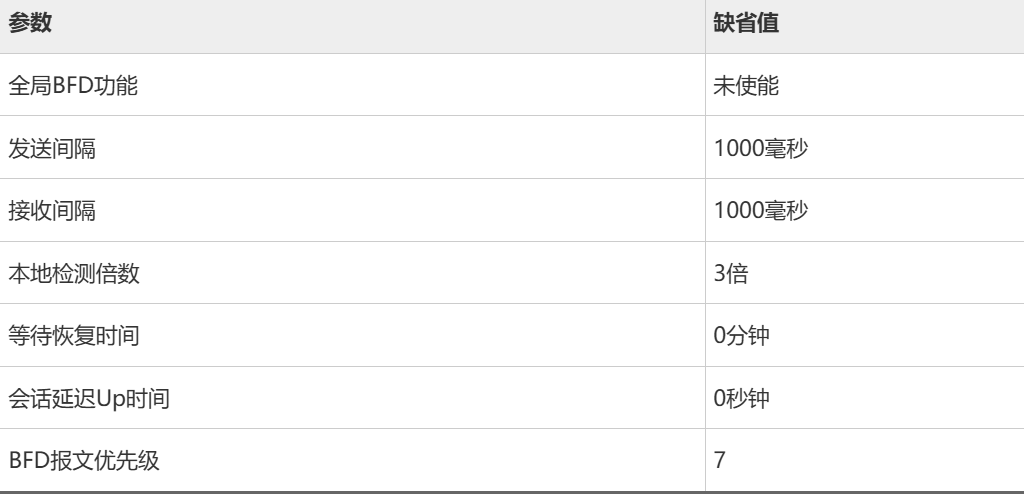 参数 缺省值
全局BFD功能 未使能
发送间隔 1000毫秒
接收间隔 1000毫秒
本地检测倍数 3倍
等待恢复时间 0分钟
会话延迟Up时间 0秒钟
BFD报文优先级 7